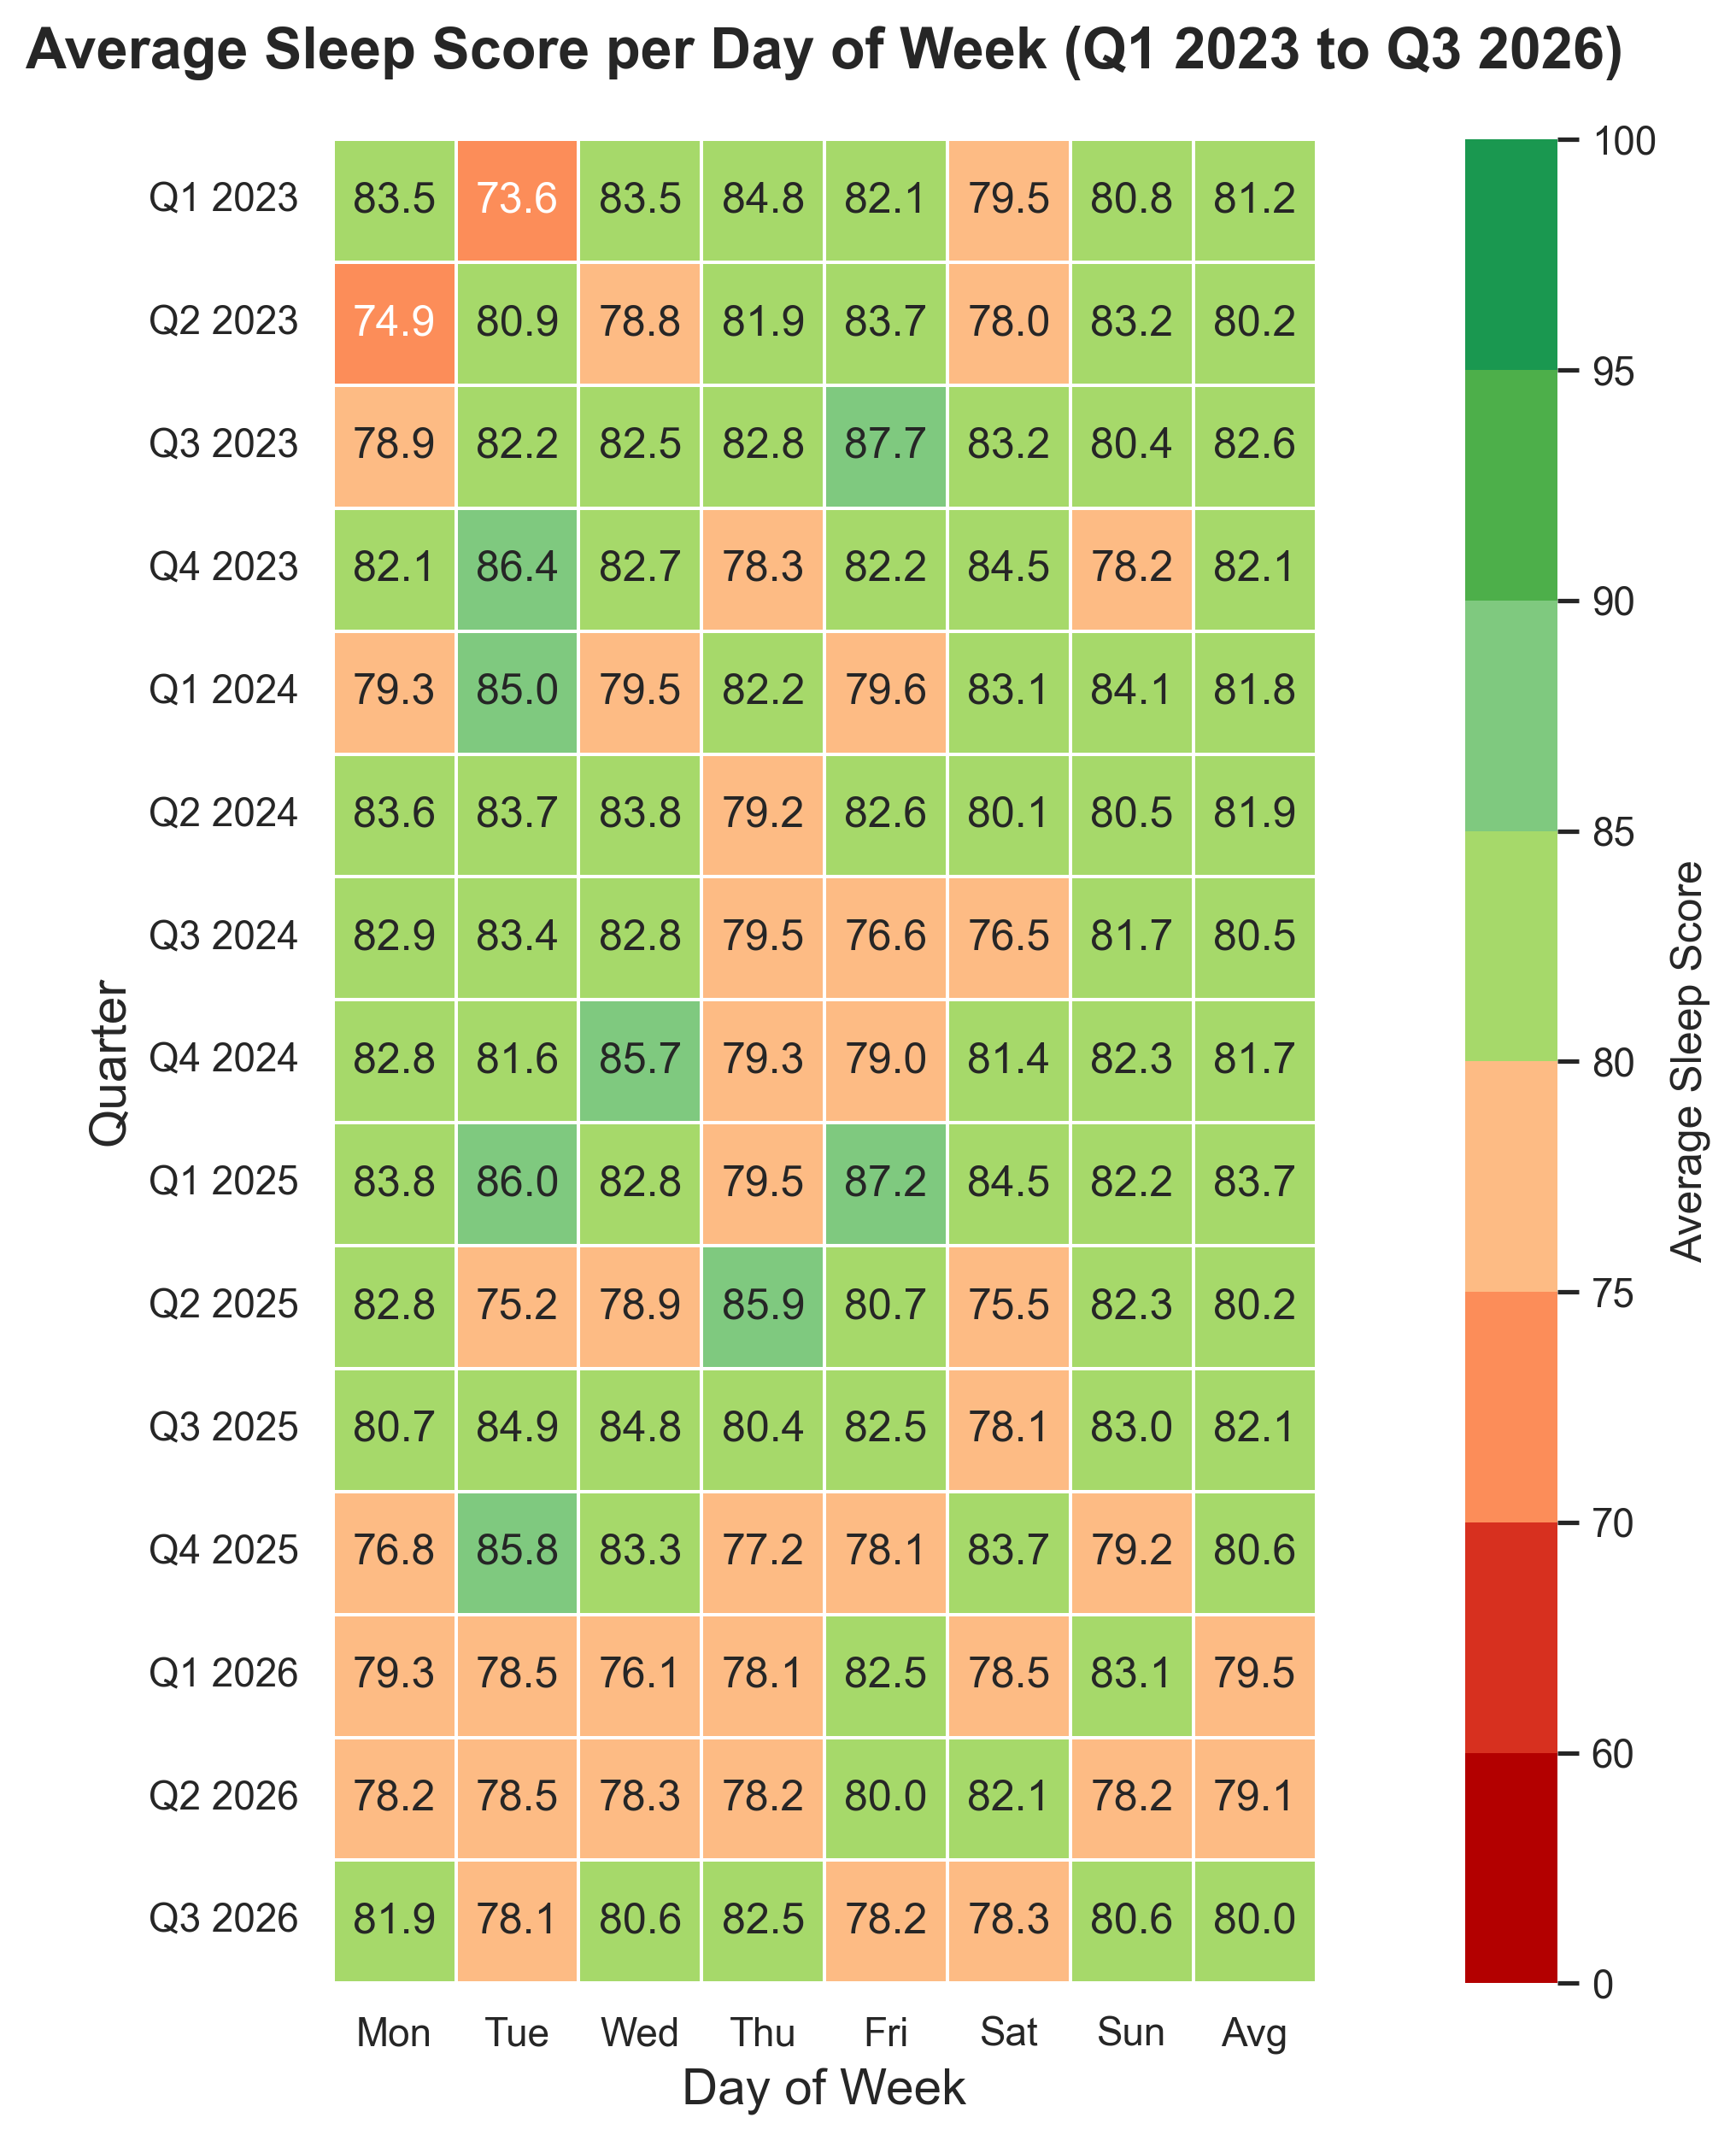 Average Sleep Score per Day of Week (Q1 2023 to Q3 2026)
Q1 2023 83.5 73.6 83.5 84.8 82.1 79.5 80.8 81.2
Q2 2023 74.9 80.9 78.8 81.9 83.7 78.0 83.2 80.2
Q3 2023 78.9 82.2 82.5 82.8 87.7 83.2 80.4 82.6
Q4 2023 82.1 86.4 82.7 78.3 82.2 84.5 78.2 82.1
Q1 2024 79.3 85.0 79.5 82.2 79.6 83.1 84.1 81.8
Q2 2024 83.6 83.7 83.8 79.2 82.6 80.1 80.5 81.9
Q3 2024 82.9 83.4 82.8 79.5 76.6 76.5 81.7 80.5
Q4 2024 82.8 81.6 85.7 79.3 79.0 81.4 82.3 81.7
Q1 2025 83.8 86.0 82.8 79.5 87.2 84.5 82.2 83.7
Q2 2025 82.8 75.2 78.9 85.9 80.7 75.5 82.3 80.2
Q3 2025 80.7 84.9 84.8 80.4 82.5 78.1 83.0 82.1
Q4 2025 76.8 85.8 83.3 77.2 78.1 83.7 79.2 80.6
Q1 2026 79.3 78.5 76.1 78.1 82.5 78.5 83.1 79.5
Q2 2026 78.2 78.5 78.3 78.2 80.0 82.1 78.2 79.1
Q3 2026 81.9 78.1 80.6 82.5 78.2 78.3 80.6 80.0
Mon Tue Wed Thu Fri Sat Sun Avg
Day of Week
Quarter
100
95
90
85
80
75
70
60
0
Average Sleep Score